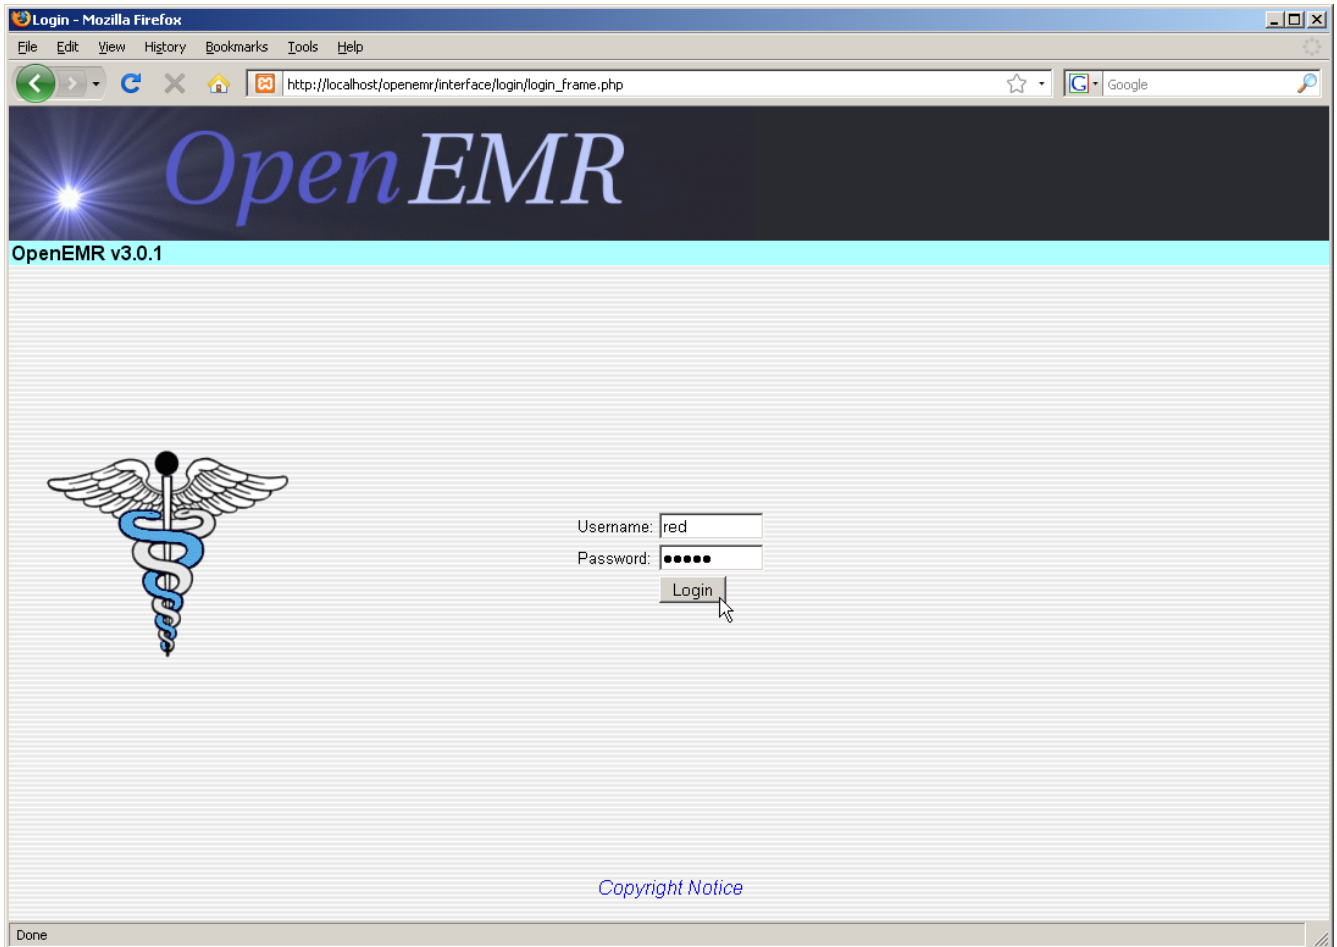 Login - Mozilla Firefox
File Edit View History Bookmarks Tools Help
http://localhost/openemr/interface/login/login_frame.php
G Google
OpenEMR
OpenEMR v3.0.1
Username: red
Password: •••••
Login
Copyright Notice
Done